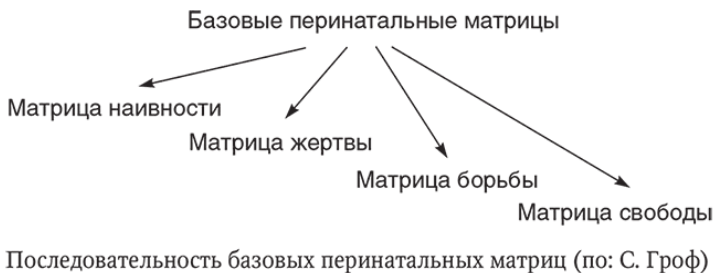 Базовые перинатальные матрицы
Матрица наивности
Матрица жертвы
Матрица борьбы
Матрица свободы
Последовательность базовых перинатальных матриц (по: С. Гроф)